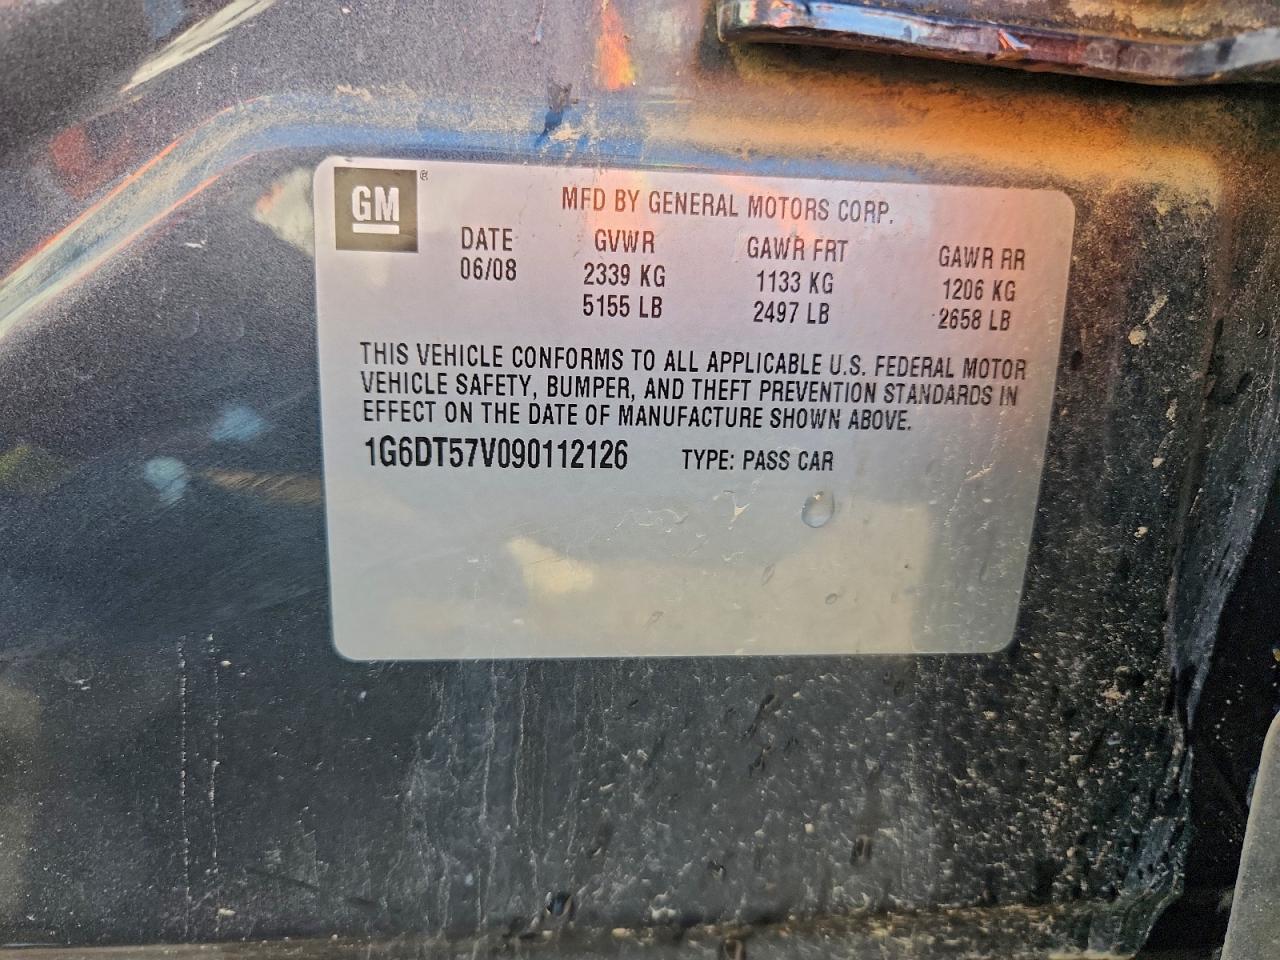 GM ®
MFD BY GENERAL MOTORS CORP.
DATE GVWR GAWR FRT GAWR RR
06/08 2339 KG 1133 KG 1206 KG
5155 LB 2497 LB 2658 LB
THIS VEHICLE CONFORMS TO ALL APPLICABLE U.S. FEDERAL MOTOR
VEHICLE SAFETY, BUMPER, AND THEFT PREVENTION STANDARDS IN
EFFECT ON THE DATE OF MANUFACTURE SHOWN ABOVE.
1G6DT57V090112126 TYPE: PASS CAR